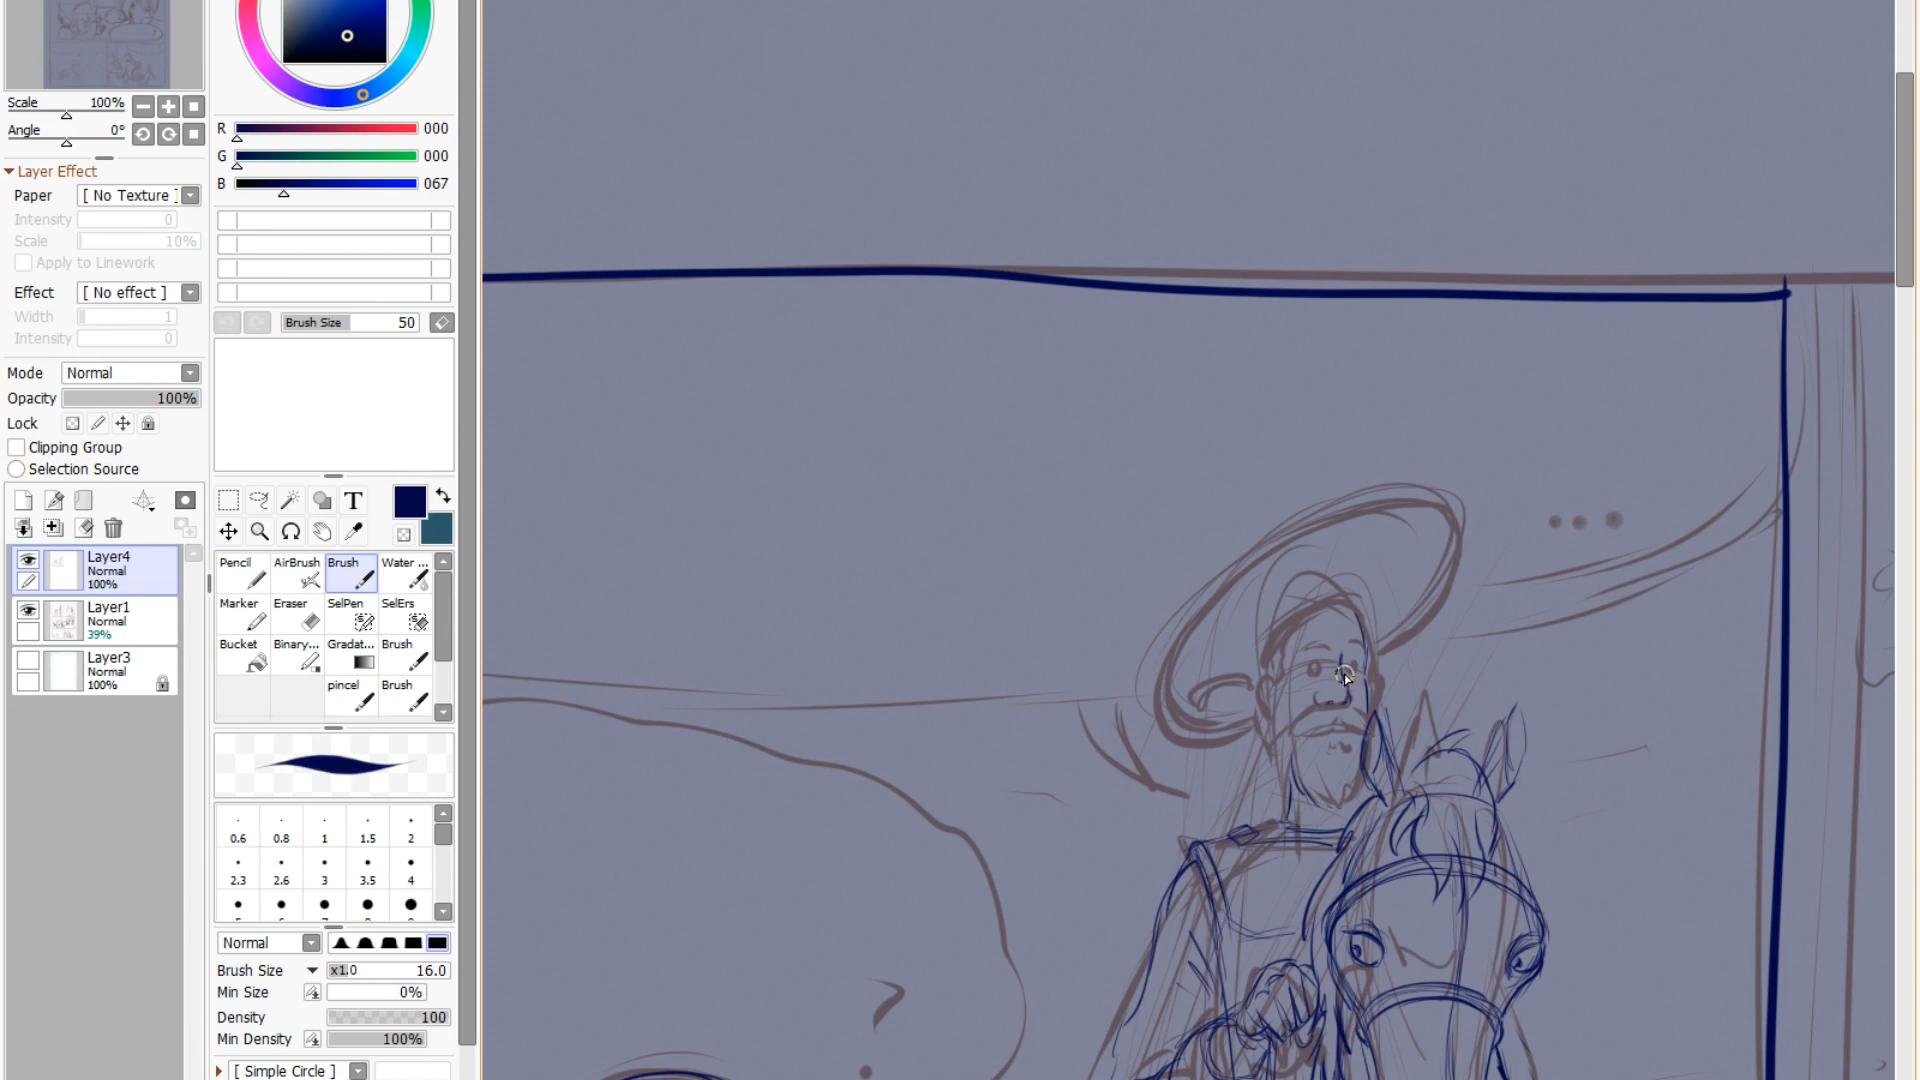 Scale 100%
Angle 0°
Layer Effect
Paper [ No Texture ]
Intensity 0
Scale 10%
Apply to Linework
Effect [ No effect ]
Width 1
Intensity 0
Mode Normal
Opacity 100%
Lock
Clipping Group
Selection Source
Layer4
Normal
100%
Layer1
Normal
39%
Layer3
Normal
100%
R 000
G 000
B 067
Brush Size 50
T
Pencil AirBrush Brush Water ...
Marker Eraser SelPen SelErs
Bucket Binary... Gradat... Brush
pincel Brush
0.6 0.8 1 1.5 2
2.3 2.6 3 3.5 4
Normal
Brush Size x1.0 16.0
Min Size 0%
Density 100
Min Density 100%
[ Simple Circle ]
?